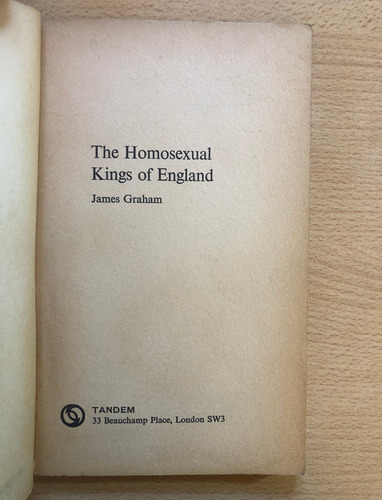 The Homosexual
Kings of England
James Graham
TANDEM
33 Beauchamp Place, London SW3